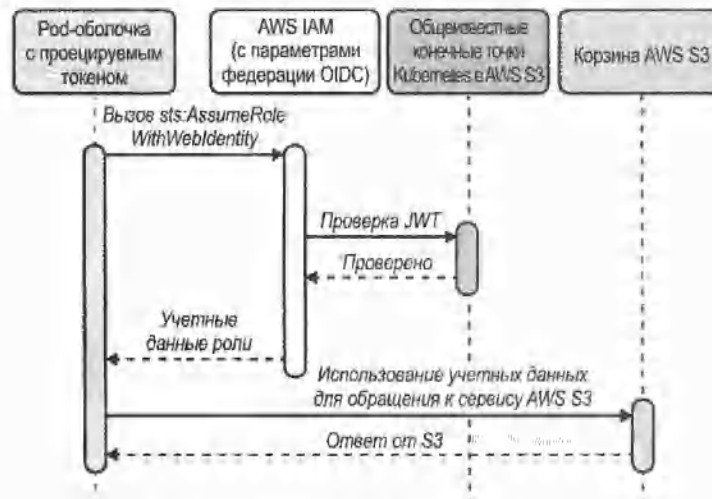 Pod-оболочка
с проецируемым
токеном
AWS IAM
(с параметрами
федерации OIDC)
Общеизвестные
конечные точки
Kubernetes в AWS S3
Корзина AWS S3
Вызов sts:AssumeRole
WithWebIdentity
Проверка JWT
Проверено
Учетные
данные роли
Использование учетных данных
для обращения к сервису AWS S3
Ответ от S3